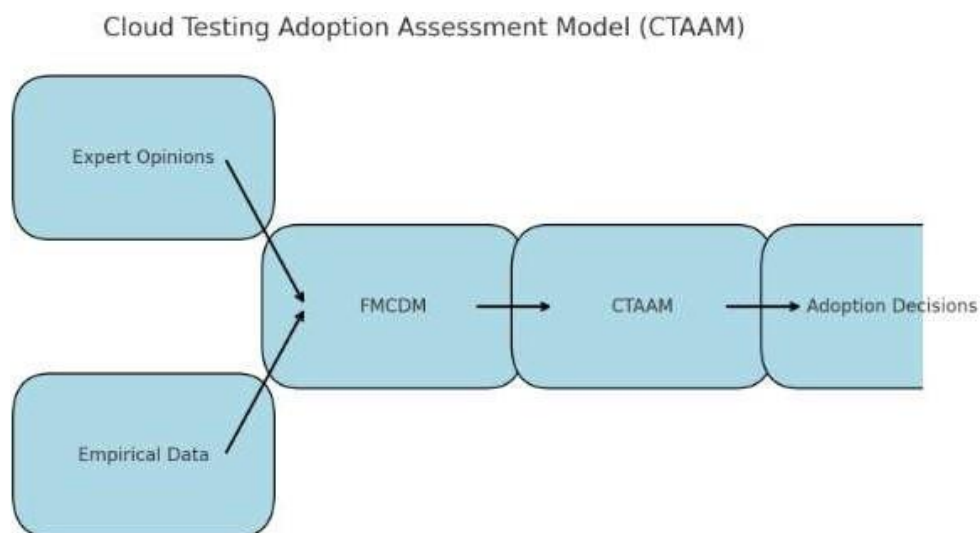 Cloud Testing Adoption Assessment Model (CTAAM)
Expert Opinions
FMCDM
CTAAM
Adoption Decisions
Empirical Data